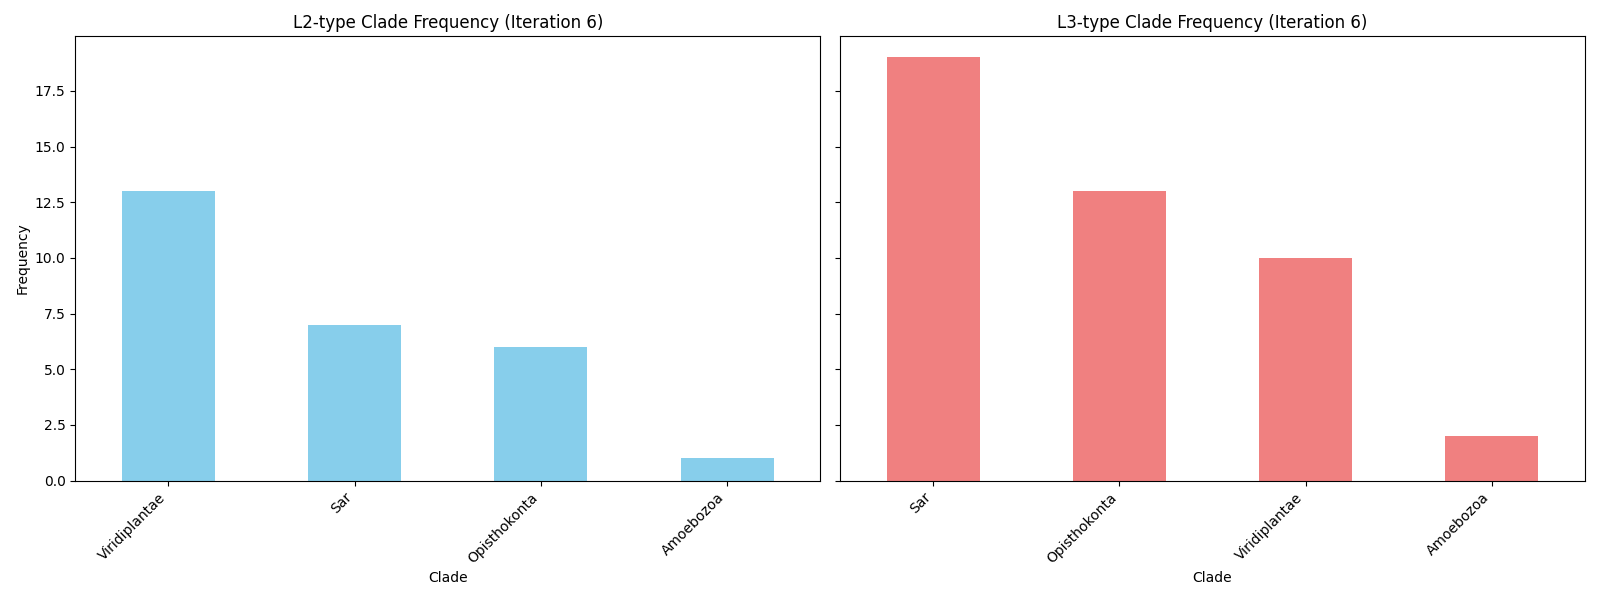 L2-type Clade Frequency (Iteration 6)
L3-type Clade Frequency (Iteration 6)
Frequency
17.5
15.0
12.5
10.0
7.5
5.0
2.5
0.0
Viridiplantae
Sar
Opisthokonta
Amoebozoa
Clade
Sar
Opisthokonta
Viridiplantae
Amoebozoa
Clade